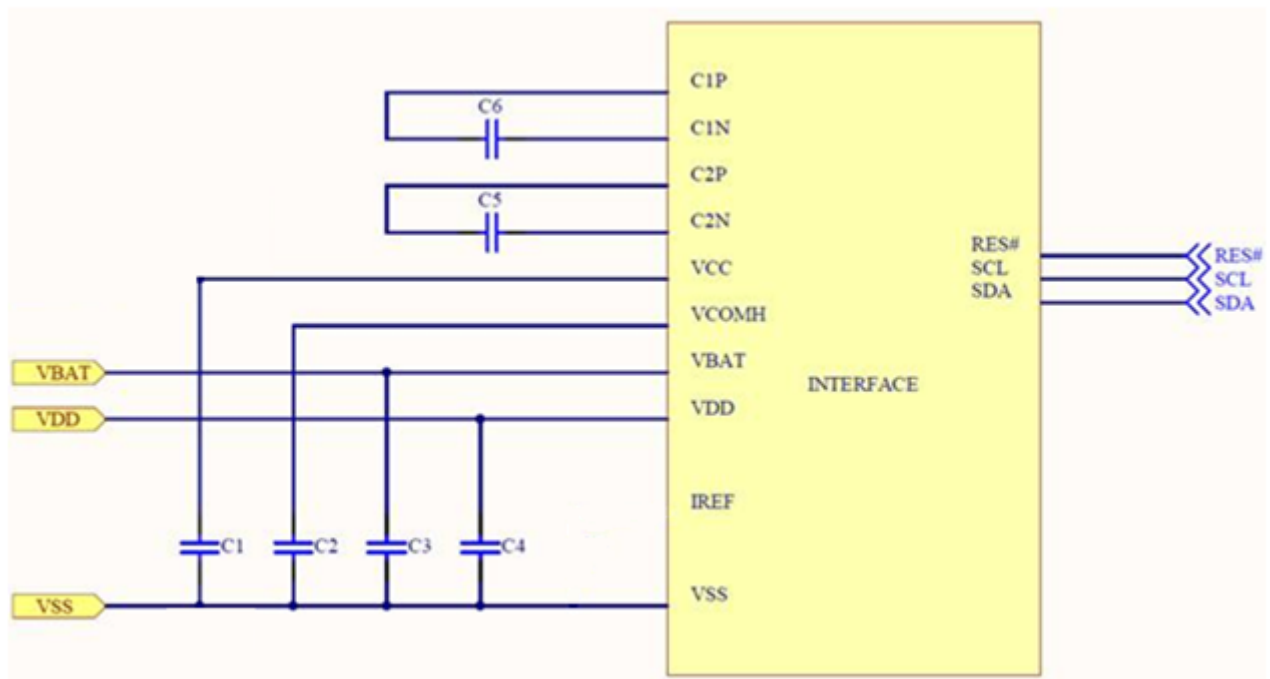 C1P
C6
C1N
C2P
C5
C2N
RES# RES#
VCC SCL SCL
SDA SDA
VCOMH
VBAT VBAT
INTERFACE
VDD VDD
IREF
C1 C2 C3 C4
VSS VSS